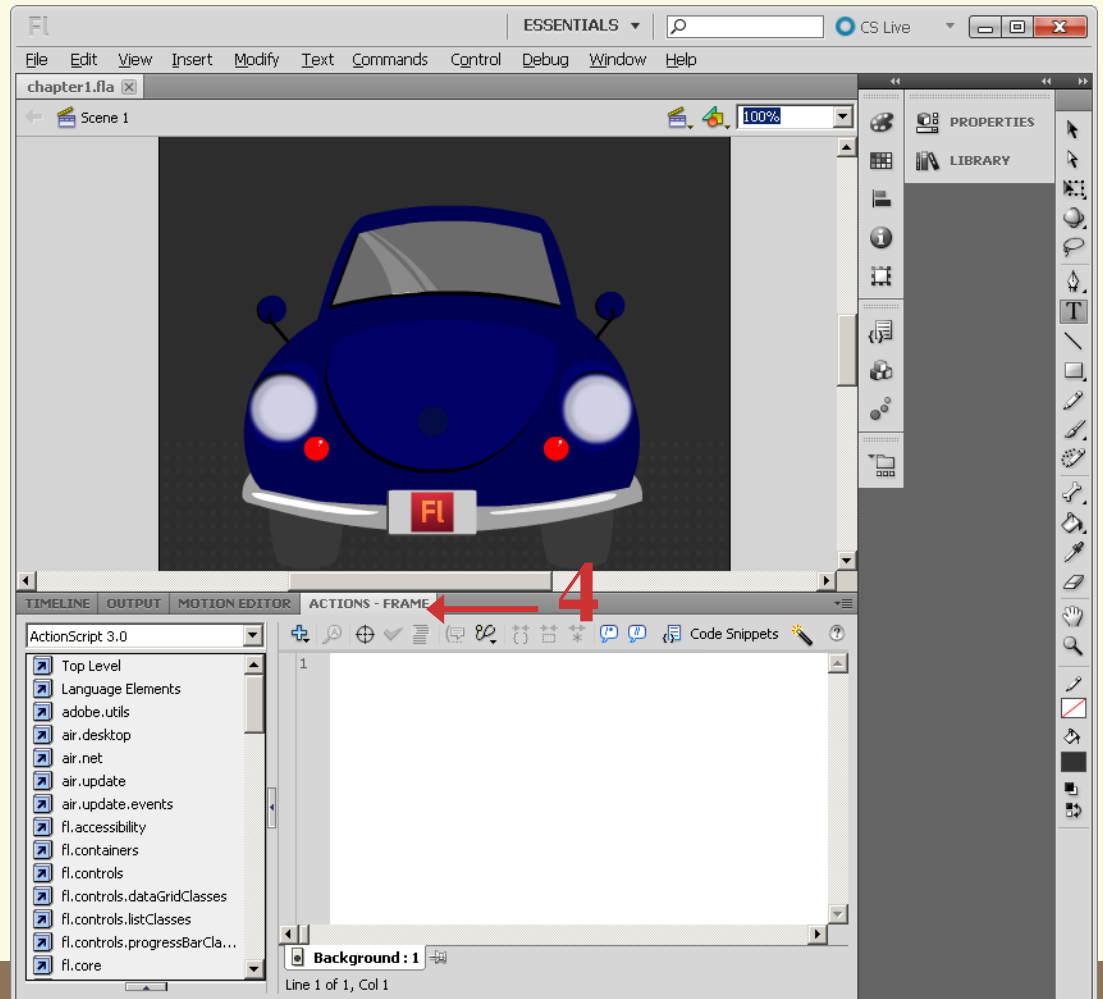 Fl ESSENTIALS CS Live
File Edit View Insert Modify Text Commands Control Debug Window Help
chapter1.fla
Scene 1 100%
PROPERTIES
LIBRARY
T
Fl
4
TIMELINE OUTPUT MOTION EDITOR ACTIONS - FRAME
ActionScript 3.0 Code Snippets
1
Top Level
Language Elements
adobe.utils
air.desktop
air.net
air.update
air.update.events
fl.accessibility
fl.containers
fl.controls
fl.controls.dataGridClasses
fl.controls.listClasses
fl.controls.progressBarCla...
fl.core
Background : 1
Line 1 of 1, Col 1